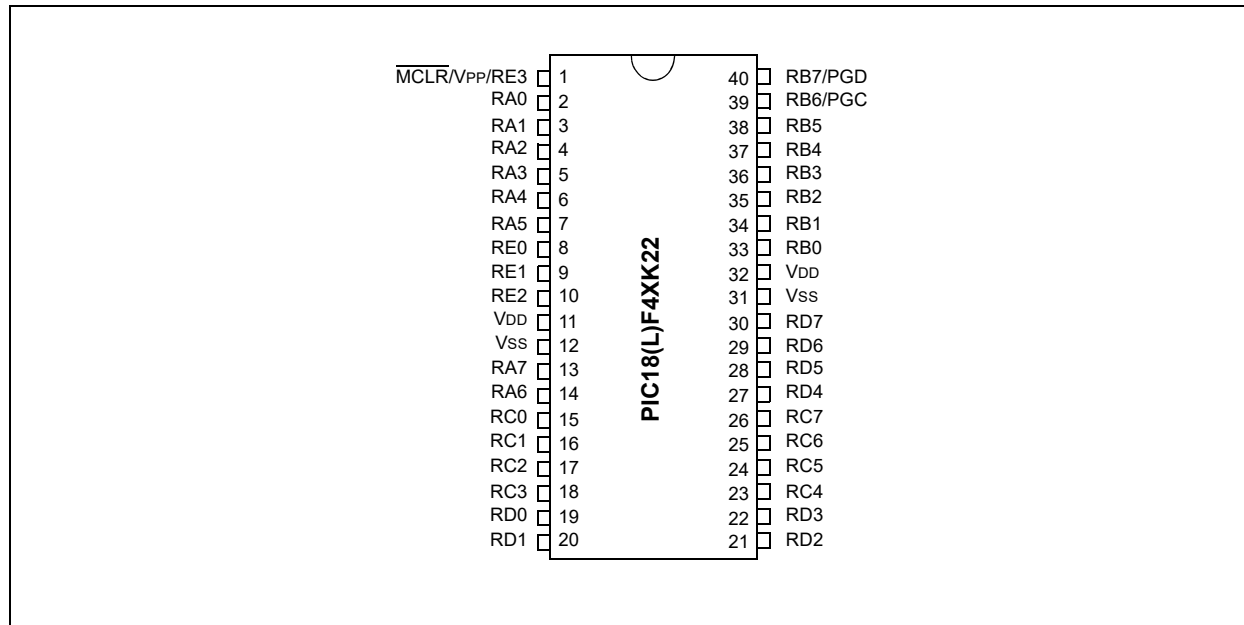 MCLR/VPP/RE3 1 40 RB7/PGD
RA0 2 39 RB6/PGC
RA1 3 38 RB5
RA2 4 37 RB4
RA3 5 36 RB3
RA4 6 35 RB2
RA5 7 34 RB1
RE0 8 33 RB0
RE1 9 32 VDD
RE2 10 31 VSS
VDD 11 30 RD7
VSS 12 29 RD6
RA7 13 28 RD5
RA6 14 27 RD4
RC0 15 26 RC7
RC1 16 25 RC6
RC2 17 24 RC5
RC3 18 23 RC4
RD0 19 22 RD3
RD1 20 21 RD2
PIC18(L)F4XK22